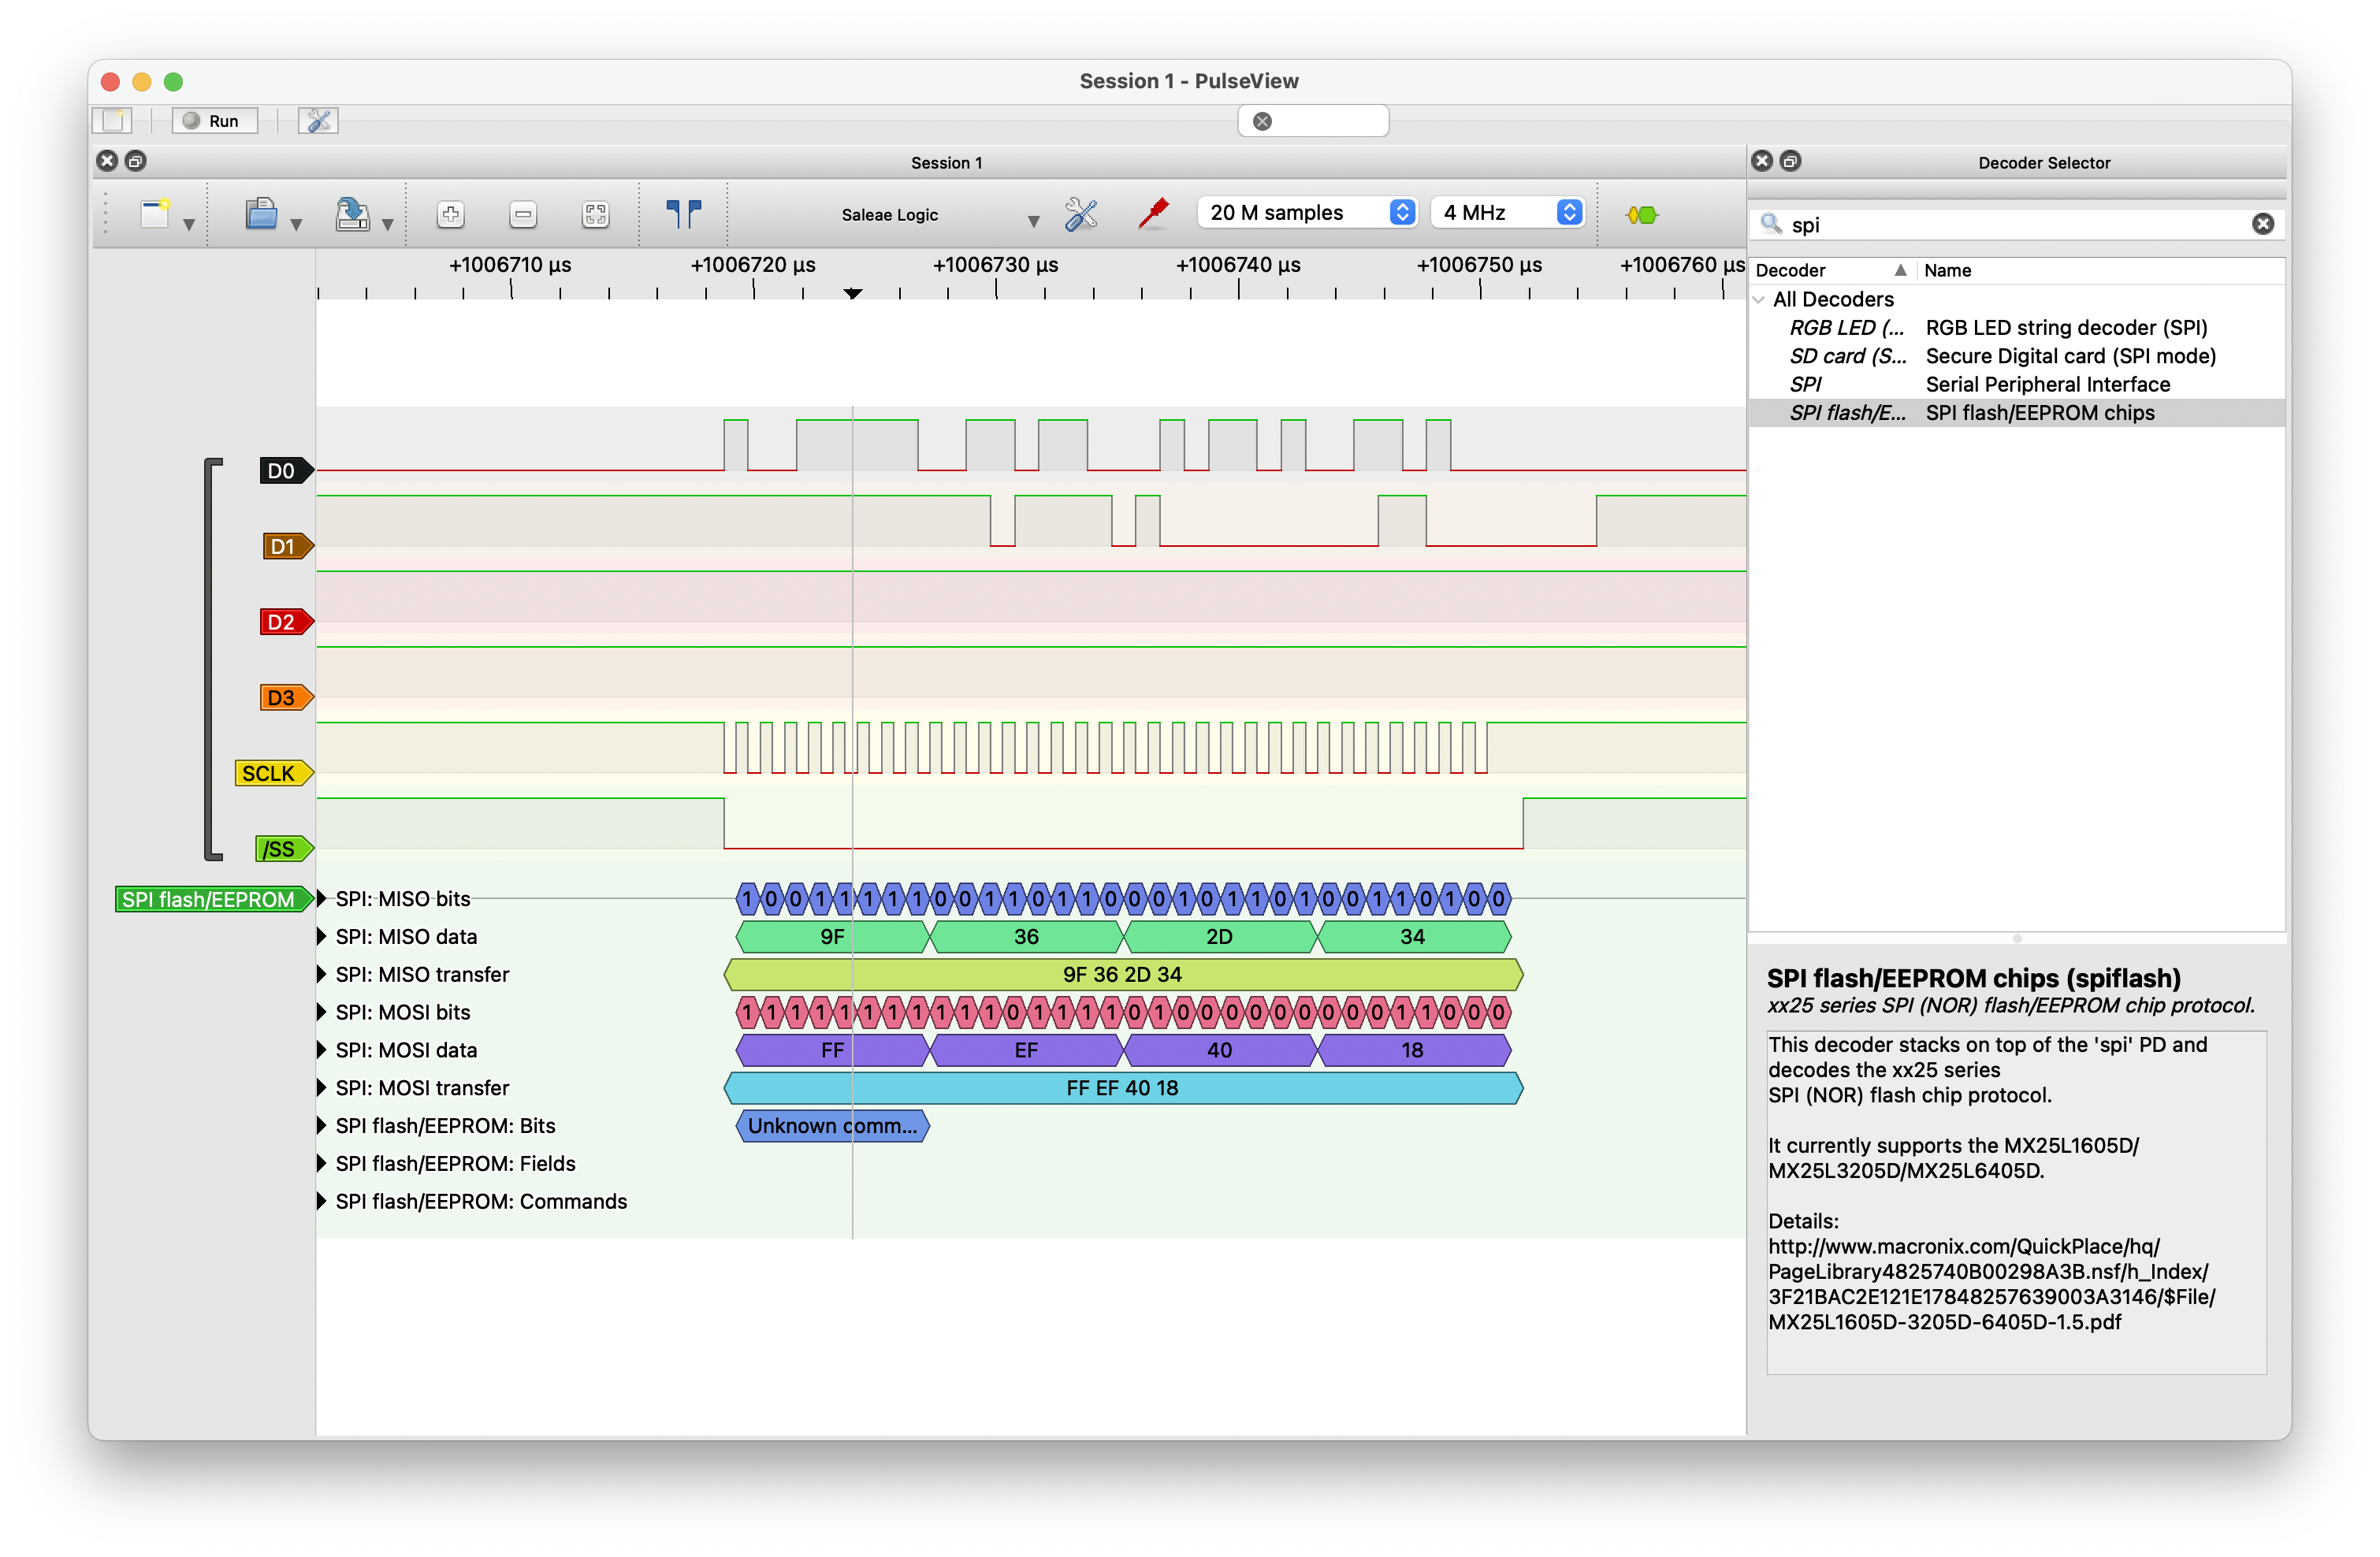 Session 1 - PulseView
Run
Session 1
Decoder Selector
Saleae Logic
20 M samples
4 MHz
spi
+1006710 µs
+1006720 µs
+1006730 µs
+1006740 µs
+1006750 µs
+1006760 µs
Decoder Name
All Decoders
RGB LED (... RGB LED string decoder (SPI)
SD card (S... Secure Digital card (SPI mode)
SPI Serial Peripheral Interface
SPI flash/E... SPI flash/EEPROM chips
D0
D1
D2
D3
SCLK
/SS
SPI flash/EEPROM
SPI: MISO bits 1 0 0 1 1 1 1 1 0 0 1 1 0 1 1 0 0 0 1 0 1 1 0 1 0 0 1 1 0 1 0 0
SPI: MISO data 9F 36 2D 34
SPI: MISO transfer 9F 36 2D 34
SPI: MOSI bits 1 1 1 1 1 1 1 1 1 1 1 0 1 1 1 1 0 1 0 0 0 0 0 0 0 0 0 1 1 0 0 0
SPI: MOSI data FF EF 40 18
SPI: MOSI transfer FF EF 40 18
SPI flash/EEPROM: Bits Unknown comm...
SPI flash/EEPROM: Fields
SPI flash/EEPROM: Commands
SPI flash/EEPROM chips (spiflash)
xx25 series SPI (NOR) flash/EEPROM chip protocol.
This decoder stacks on top of the 'spi' PD and
decodes the xx25 series
SPI (NOR) flash chip protocol.
It currently supports the MX25L1605D/
MX25L3205D/MX25L6405D.
Details:
http://www.macronix.com/QuickPlace/hq/
PageLibrary4825740B00298A3B.nsf/h_Index/
3F21BAC2E121E17848257639003A3146/$File/
MX25L1605D-3205D-6405D-1.5.pdf